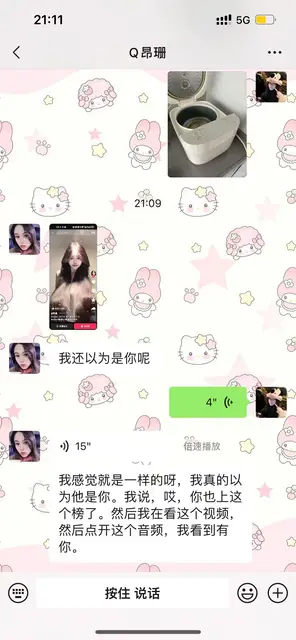 21:11
5G
Q昂珊
21:09
我还以为是你呢
4"
15"
倍速播放
我感觉就是一样的呀，我真的以
为他是你。我说，哎，你也上这
个榜了。然后我在看这个视频，
然后点开这个音频，我看到有
你。
按住 说话